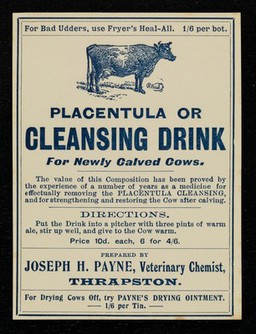 For Bad Udders, use Fryer's Heal-All. 1/6 per bot.
PLACENTULA OR
CLEANSING DRINK
For Newly Calved Cows.
The value of this Composition has been proved by
the experience of a number of years as a medicine for
effectually removing the PLACENTULA CLEANSING,
and for strengthening and restoring the Cow after calving.
DIRECTIONS.
Put the Drink into a pitcher with three pints of warm
ale, stir up well, and give to the Cow warm.
Price 10d. each, 6 for 4/6.
PREPARED BY
JOSEPH H. PAYNE, Veterinary Chemist,
THRAPSTON.
For Drying Cows Off, try PAYNE'S DRYING OINTMENT.
1/6 per Tin.